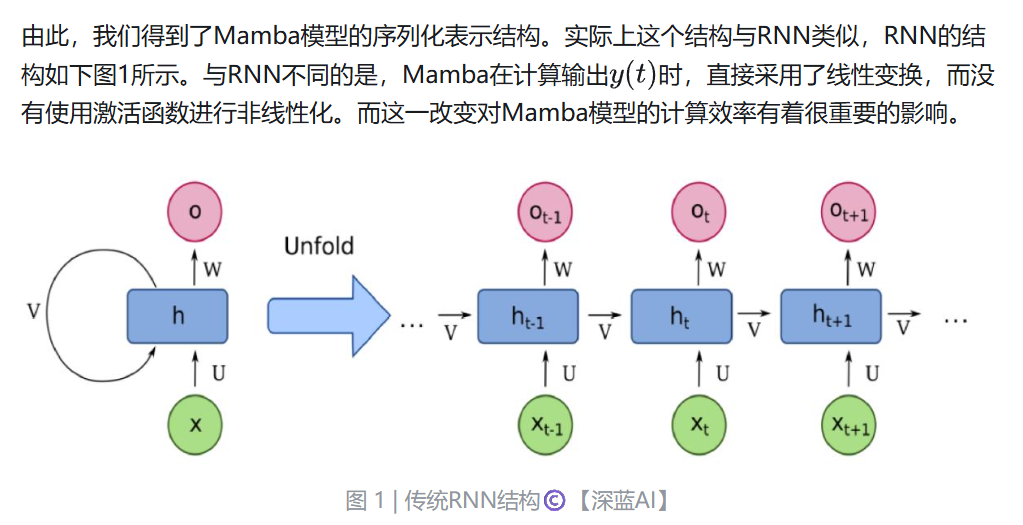 由此，我们得到了Mamba模型的序列化表示结构。实际上这个结构与RNN类似，RNN的结
构如下图1所示。与RNN不同的是，Mamba在计算输出y(t)时，直接采用了线性变换，而没
有使用激活函数进行非线性化。而这一改变对Mamba模型的计算效率有着很重要的影响。
o
W
V
h
U
x
Unfold
o_{t-1} o_t o_{t+1}
W W W
... V h_{t-1} V h_t V h_{t+1} V ...
U U U
x_{t-1} x_t x_{t+1}
图 1 | 传统RNN结构©【深蓝AI】